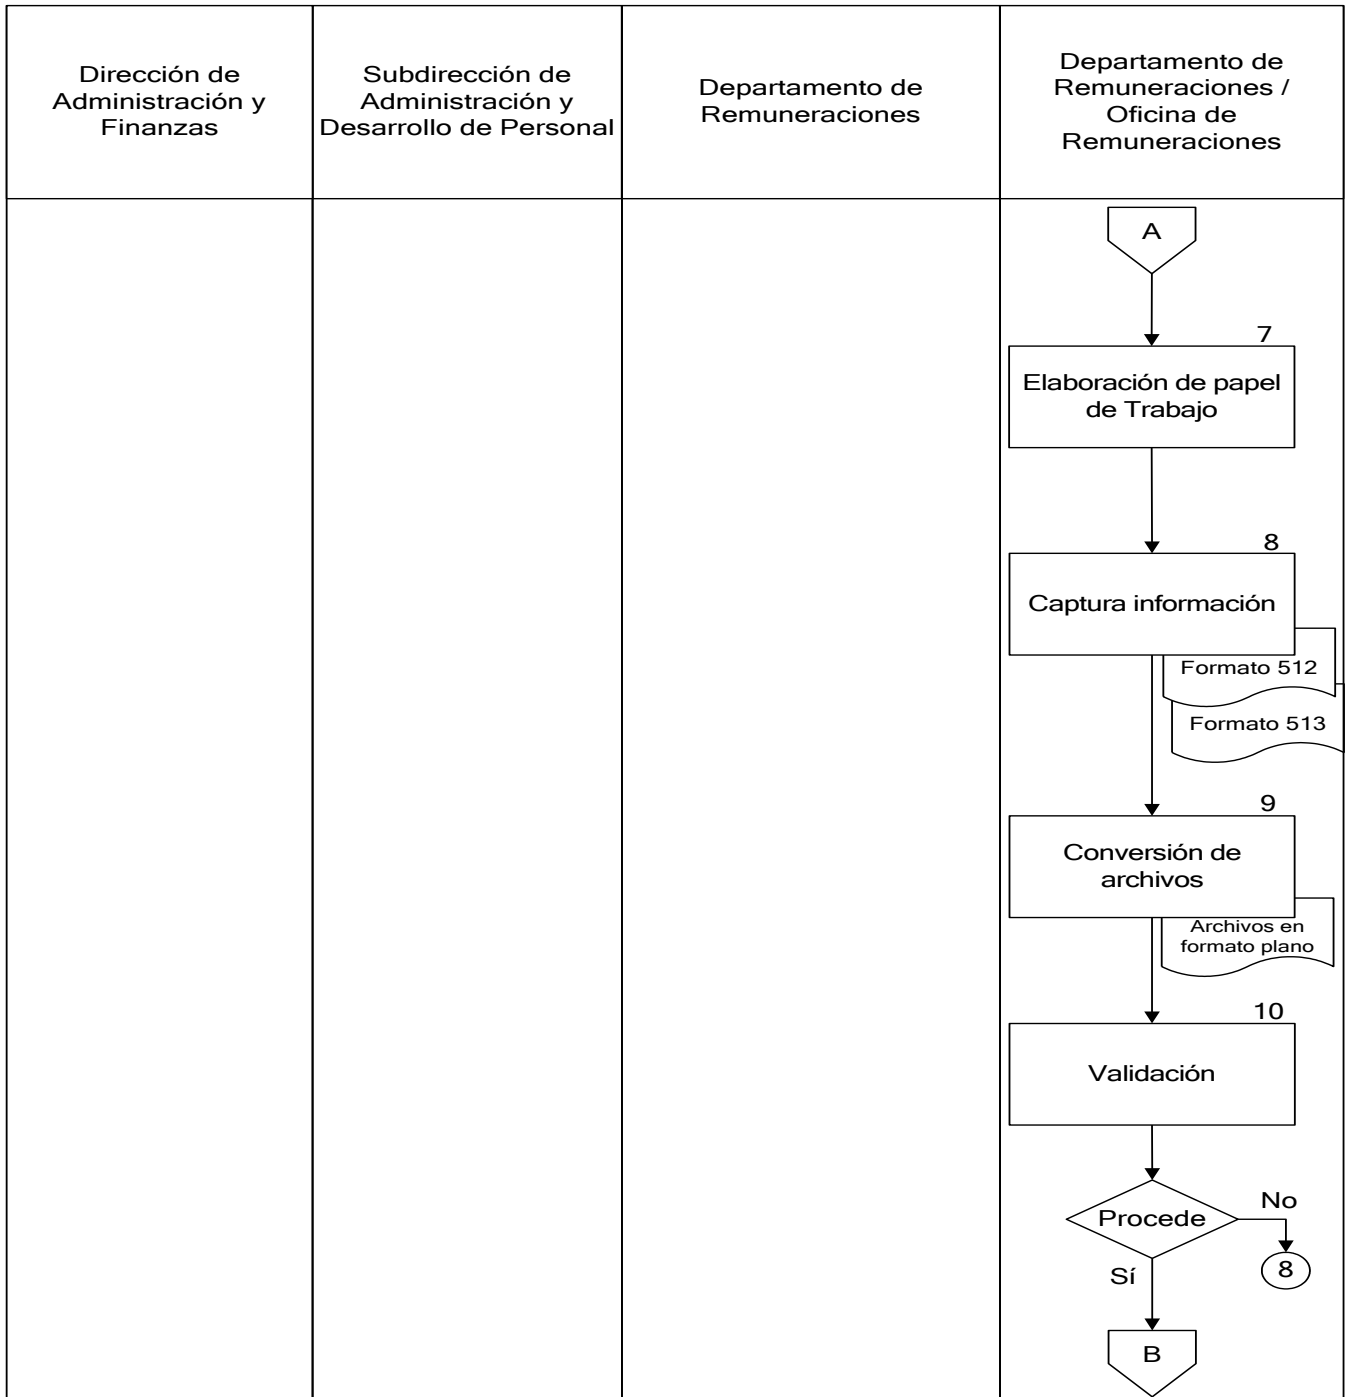 Dirección de
Administración y
Finanzas
Subdirección de
Administración y
Desarrollo de Personal
Departamento de
Remuneraciones
Departamento de
Remuneraciones /
Oficina de
Remuneraciones
A
7
Elaboración de papel
de Trabajo
8
Captura información
Formato 512
Formato 513
9
Conversión de
archivos
Archivos en
formato plano
10
Validación
Procede
No
8
Sí
B